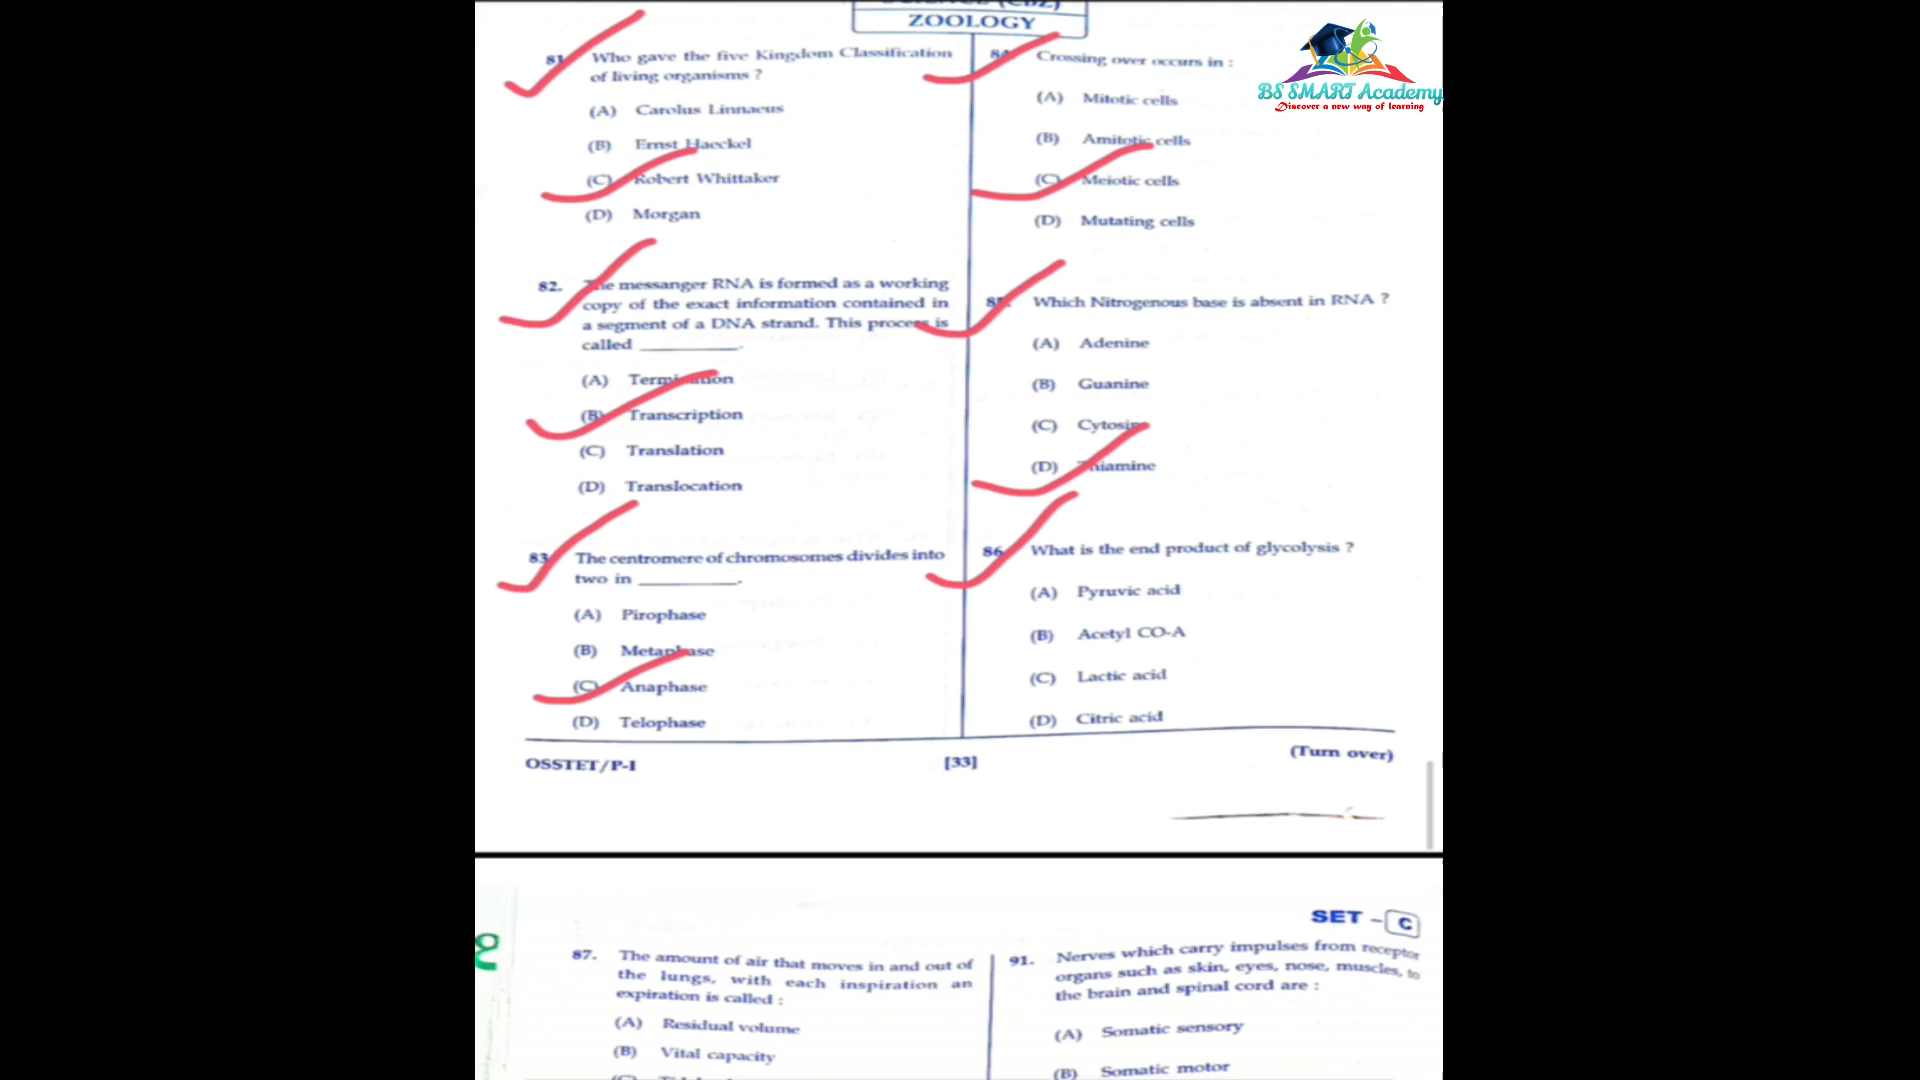 ZOOLOGY
BS SMART Academy
Discover a new way of learning
81. Who gave the five Kingdom Classification
of living organisms ?
(A) Carolus Linnaeus
(B) Ernst Haeckel
(C) Robert Whittaker
(D) Morgan
82. The messanger RNA is formed as a working
copy of the exact information contained in
a segment of a DNA strand. This process is
called __________.
(A) Termination
(B) Transcription
(C) Translation
(D) Translocation
83. The centromere of chromosomes divides into
two in __________.
(A) Pirophase
(B) Metaphase
(C) Anaphase
(D) Telophase
84. Crossing over occurs in :
(A) Mitotic cells
(B) Amitotic cells
(C) Meiotic cells
(D) Mutating cells
85. Which Nitrogenous base is absent in RNA ?
(A) Adenine
(B) Guanine
(C) Cytosine
(D) Thiamine
86. What is the end product of glycolysis ?
(A) Pyruvic acid
(B) Acetyl CO-A
(C) Lactic acid
(D) Citric acid
OSSTET/P-I
[33]
(Turn over)
SET - C
87. The amount of air that moves in and out of
the lungs, with each inspiration an
expiration is called :
(A) Residual volume
(B) Vital capacity
91. Nerves which carry impulses from receptor
organs such as skin, eyes, nose, muscles, to
the brain and spinal cord are :
(A) Somatic sensory
(B) Somatic motor